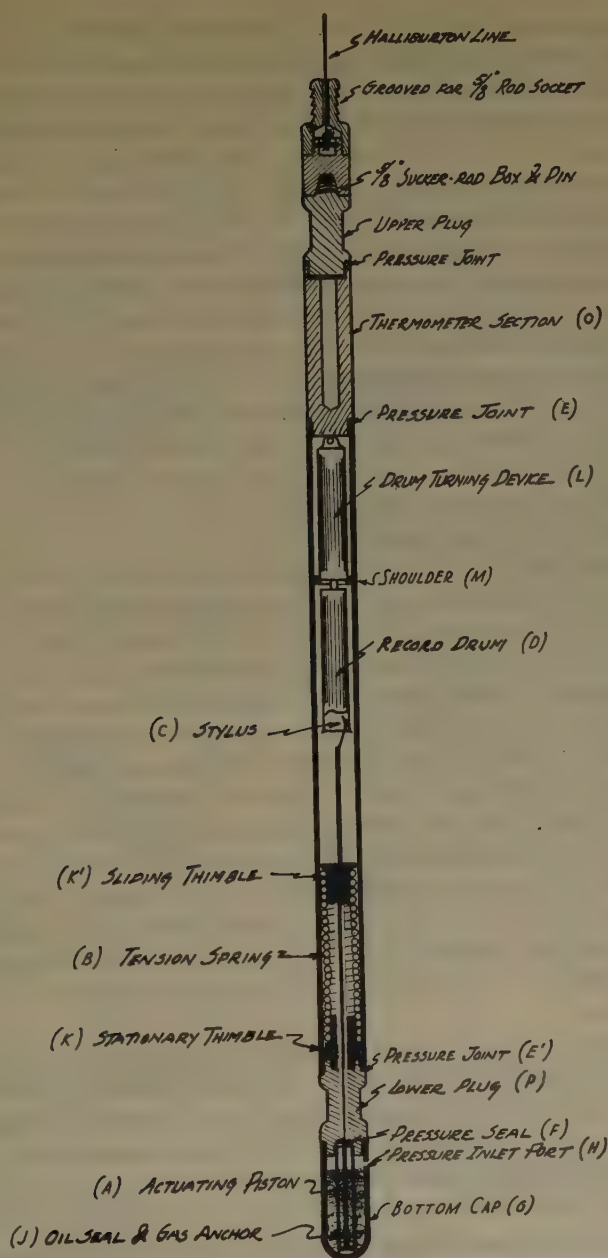 HALLIBURTON LINE
GROOVED FOR 5/8" ROD SOCKET
5/8" SUCKER-ROD BOX & PIN
UPPER PLUG
PRESSURE JOINT
THERMOMETER SECTION (O)
PRESSURE JOINT (E)
DRUM TURNING DEVICE (L)
SHOULDER (M)
RECORD DRUM (D)
(C) STYLUS
(K') SLIDING THIMBLE
(B) TENSION SPRING
(K) STATIONARY THIMBLE
PRESSURE JOINT (E')
LOWER PLUG (P)
PRESSURE SEAL (F)
PRESSURE INLET PORT (H)
(A) ACTUATING PISTON
BOTTOM CAP (G)
(J) OIL SEAL & GAS ANCHOR